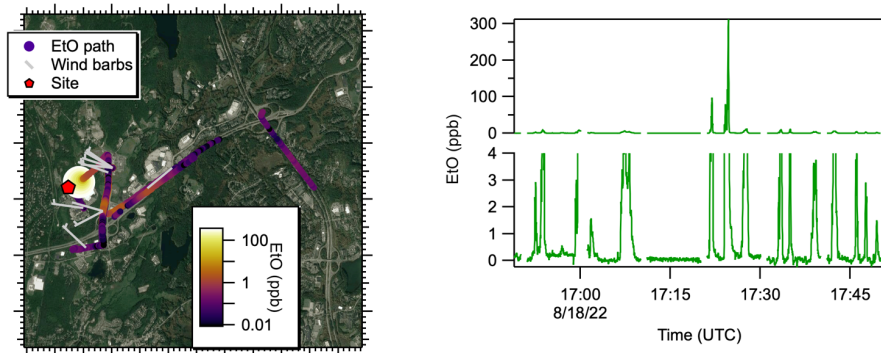 EtO path
Wind barbs
Site
100
1
0.01
EtO (ppb)
300
200
100
0
4
3
2
1
0
EtO (ppb)
17:00
17:15
17:30
17:45
8/18/22
Time (UTC)